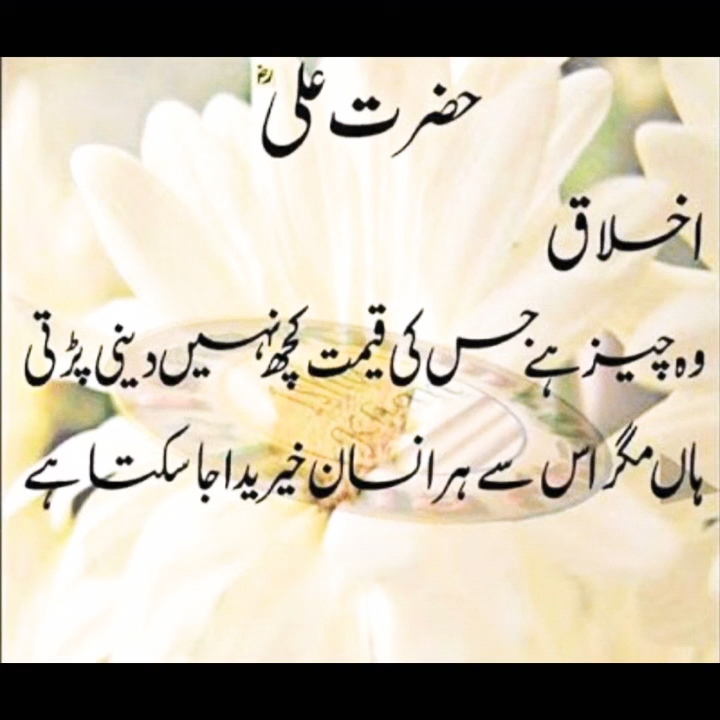 حضرت علیؓ
اخلاق
وہ چیز ہے جس کی قیمت کچھ نہیں دینی پڑتی
ہاں مگر اس سے ہر انسان خیریدا جا سکتا ہے